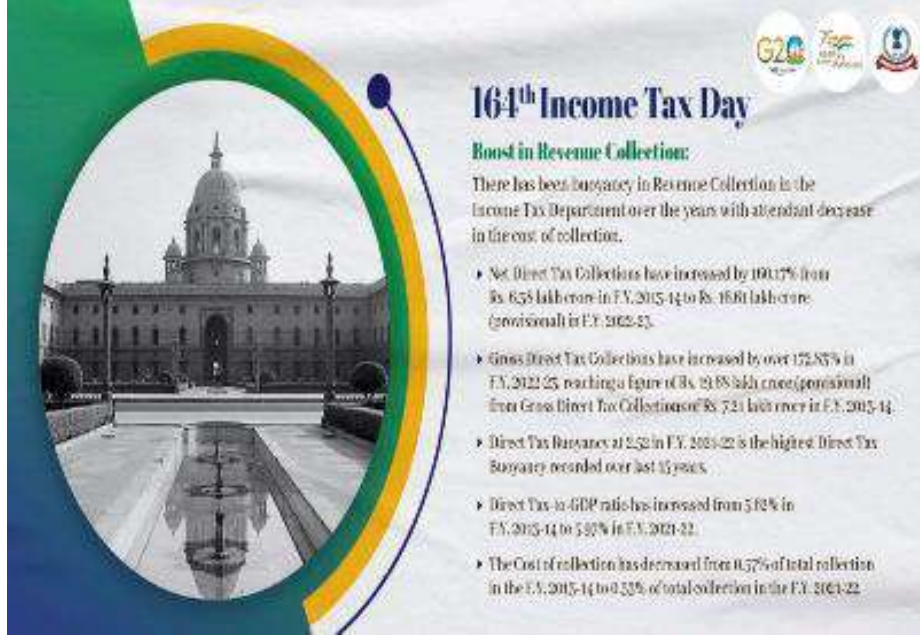 G20
164th Income Tax Day
Boost in Revenue Collection:
There has been buoyancy in Revenue Collection in the
Income Tax Department over the years with attendant decrease
in the cost of collection.
Net Direct Tax Collections have increased by 160.17% from
Rs. 6.38 lakh crore in F.Y. 2013-14 to Rs. 16.61 lakh crore
(provisional) in F.Y. 2022-23.
Gross Direct Tax Collections have increased by over 172.83% in
F.Y. 2022-23, reaching a figure of Rs. 19.68 lakh crore (provisional)
from Gross Direct Tax Collections of Rs. 7.21 lakh crore in F.Y. 2013-14
Direct Tax Buoyancy at 2.52 in F.Y. 2021-22 is the highest Direct Tax
Buoyancy recorded over last 15 years.
Direct Tax-to-GDP ratio has increased from 5.62% in
F.Y. 2013-14 to 5.97% in F.Y. 2021-22.
The Cost of collection has decreased from 0.57% of total collection
in the F.Y. 2013-14 to 0.53% of total collection in the F.Y. 2021-22